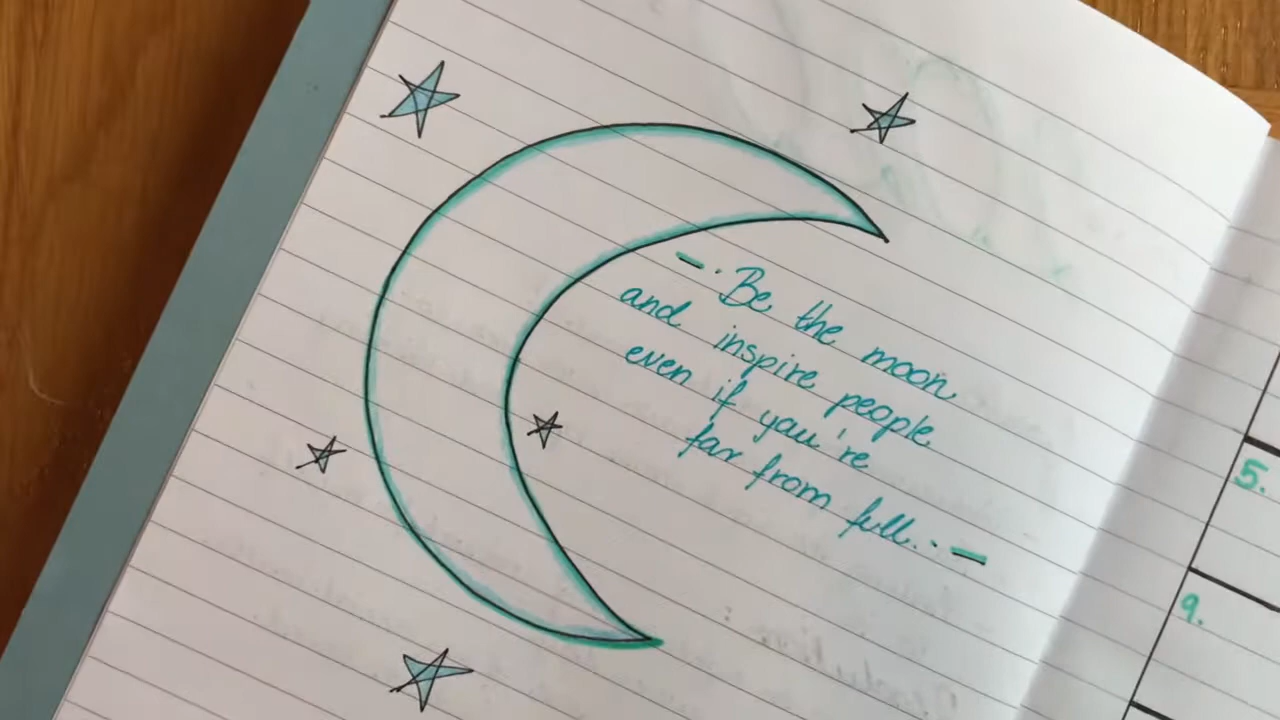 – · Be the moon
and inspire people
even if you're
far from full.. –
5.
9.